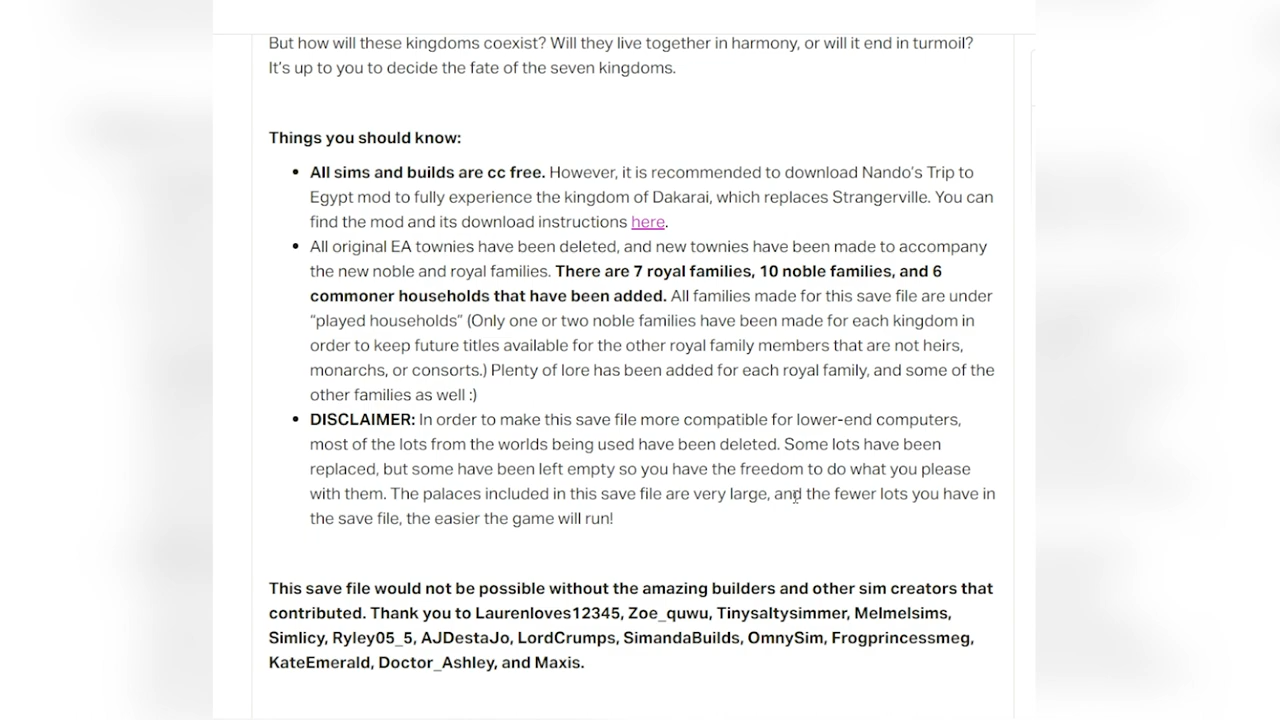 But how will these kingdoms coexist? Will they live together in harmony, or will it end in turmoil?
It's up to you to decide the fate of the seven kingdoms.
Things you should know:
• All sims and builds are cc free. However, it is recommended to download Nando's Trip to
Egypt mod to fully experience the kingdom of Dakarai, which replaces Strangerville. You can
find the mod and its download instructions here.
• All original EA townies have been deleted, and new townies have been made to accompany
the new noble and royal families. There are 7 royal families, 10 noble families, and 6
commoner households that have been added. All families made for this save file are under
“played households” (Only one or two noble families have been made for each kingdom in
order to keep future titles available for the other royal family members that are not heirs,
monarchs, or consorts.) Plenty of lore has been added for each royal family, and some of the
other families as well :)
• DISCLAIMER: In order to make this save file more compatible for lower-end computers,
most of the lots from the worlds being used have been deleted. Some lots have been
replaced, but some have been left empty so you have the freedom to do what you please
with them. The palaces included in this save file are very large, and the fewer lots you have in
the save file, the easier the game will run!
This save file would not be possible without the amazing builders and other sim creators that
contributed. Thank you to Laurenloves12345, Zoe_quwu, Tinysaltysimmer, Melmelsims,
Simlicy, Ryley05_5, AJDestaJo, LordCrumps, SimandaBuilds, OmnySim, Frogprincessmeg,
KateEmerald, Doctor_Ashley, and Maxis.